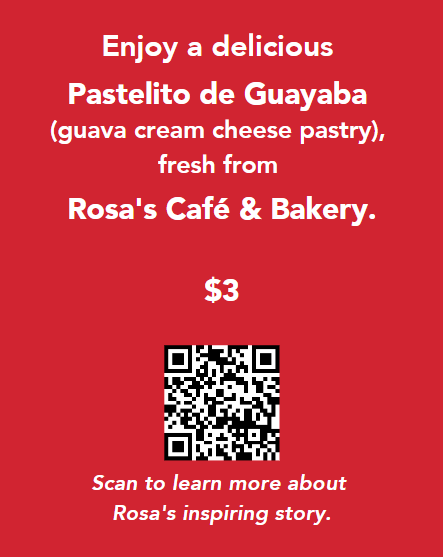 Enjoy a delicious
Pastelito de Guayaba
(guava cream cheese pastry),
fresh from
Rosa's Café & Bakery.
$3
Scan to learn more about
Rosa's inspiring story.